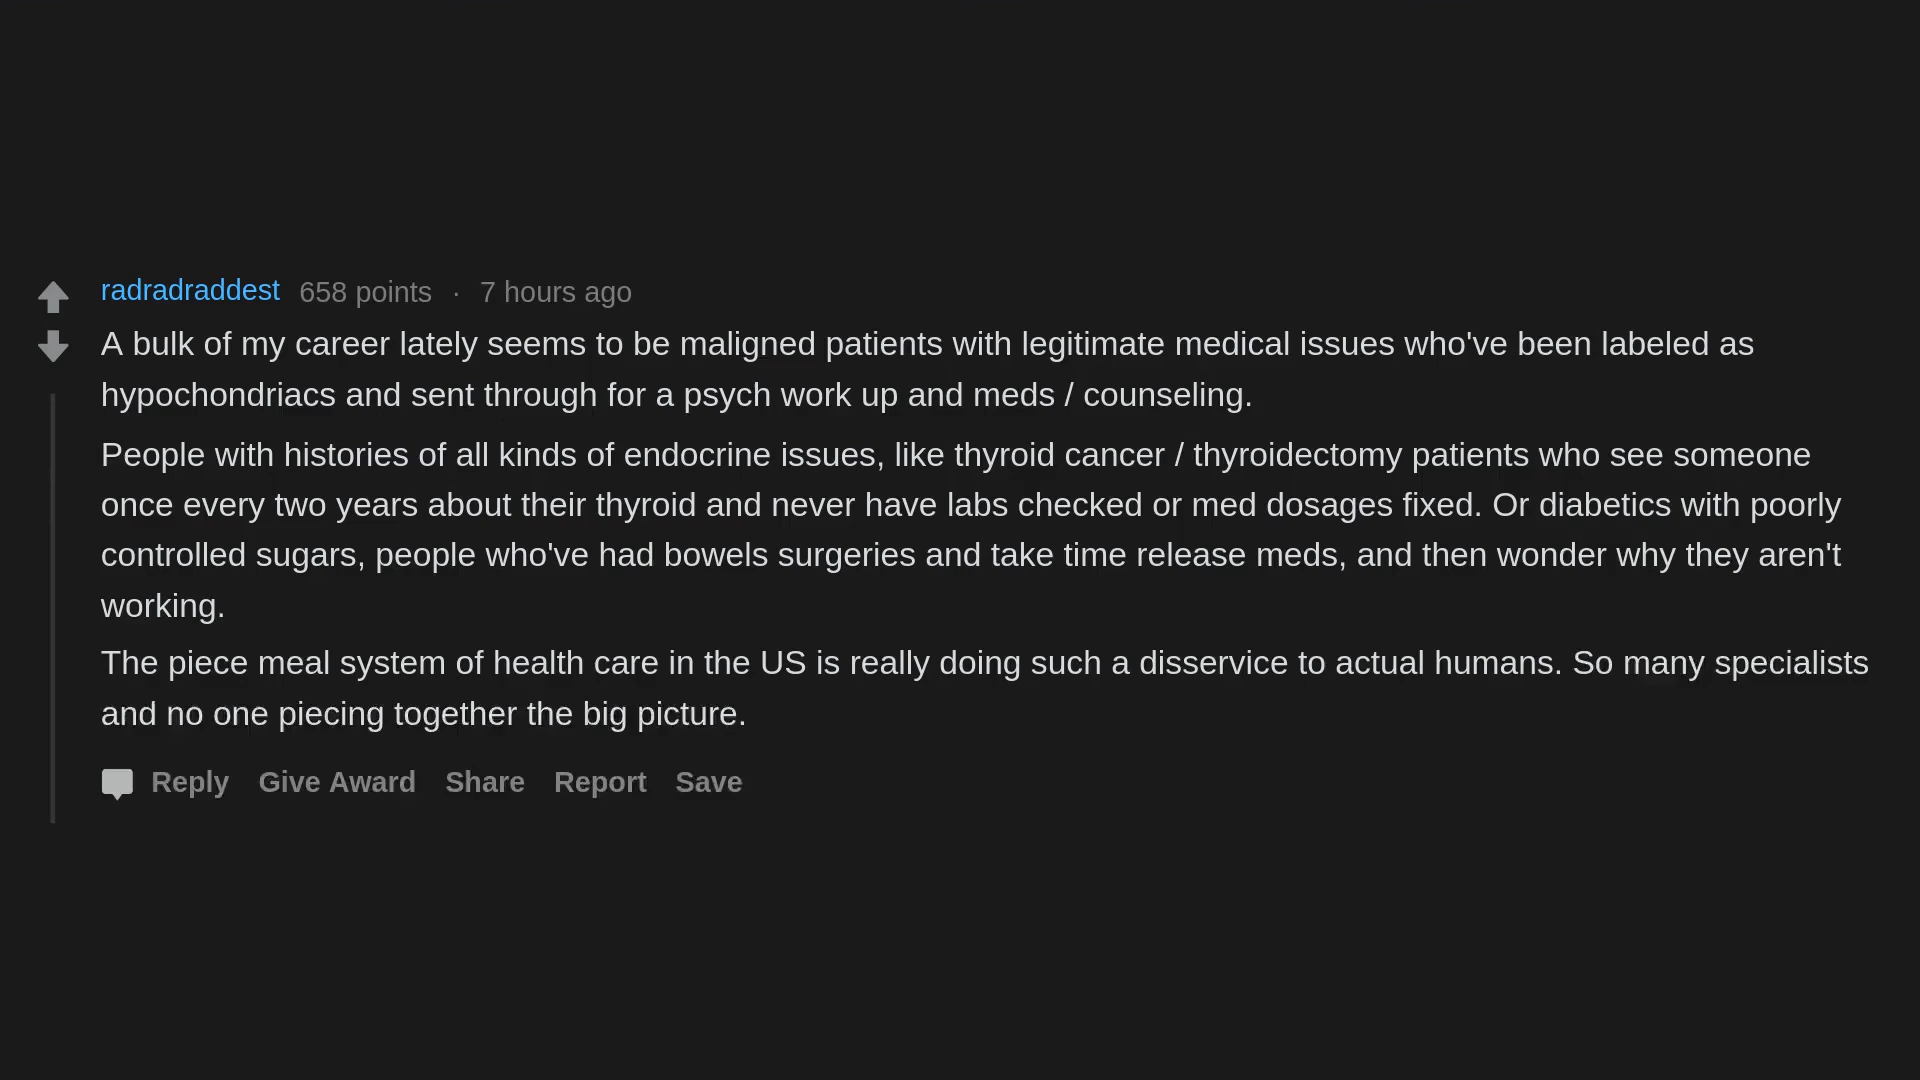 radradraddest 658 points · 7 hours ago
A bulk of my career lately seems to be maligned patients with legitimate medical issues who've been labeled as
hypochondriacs and sent through for a psych work up and meds / counseling.
People with histories of all kinds of endocrine issues, like thyroid cancer / thyroidectomy patients who see someone
once every two years about their thyroid and never have labs checked or med dosages fixed. Or diabetics with poorly
controlled sugars, people who've had bowels surgeries and take time release meds, and then wonder why they aren't
working.
The piece meal system of health care in the US is really doing such a disservice to actual humans. So many specialists
and no one piecing together the big picture.
Reply Give Award Share Report Save